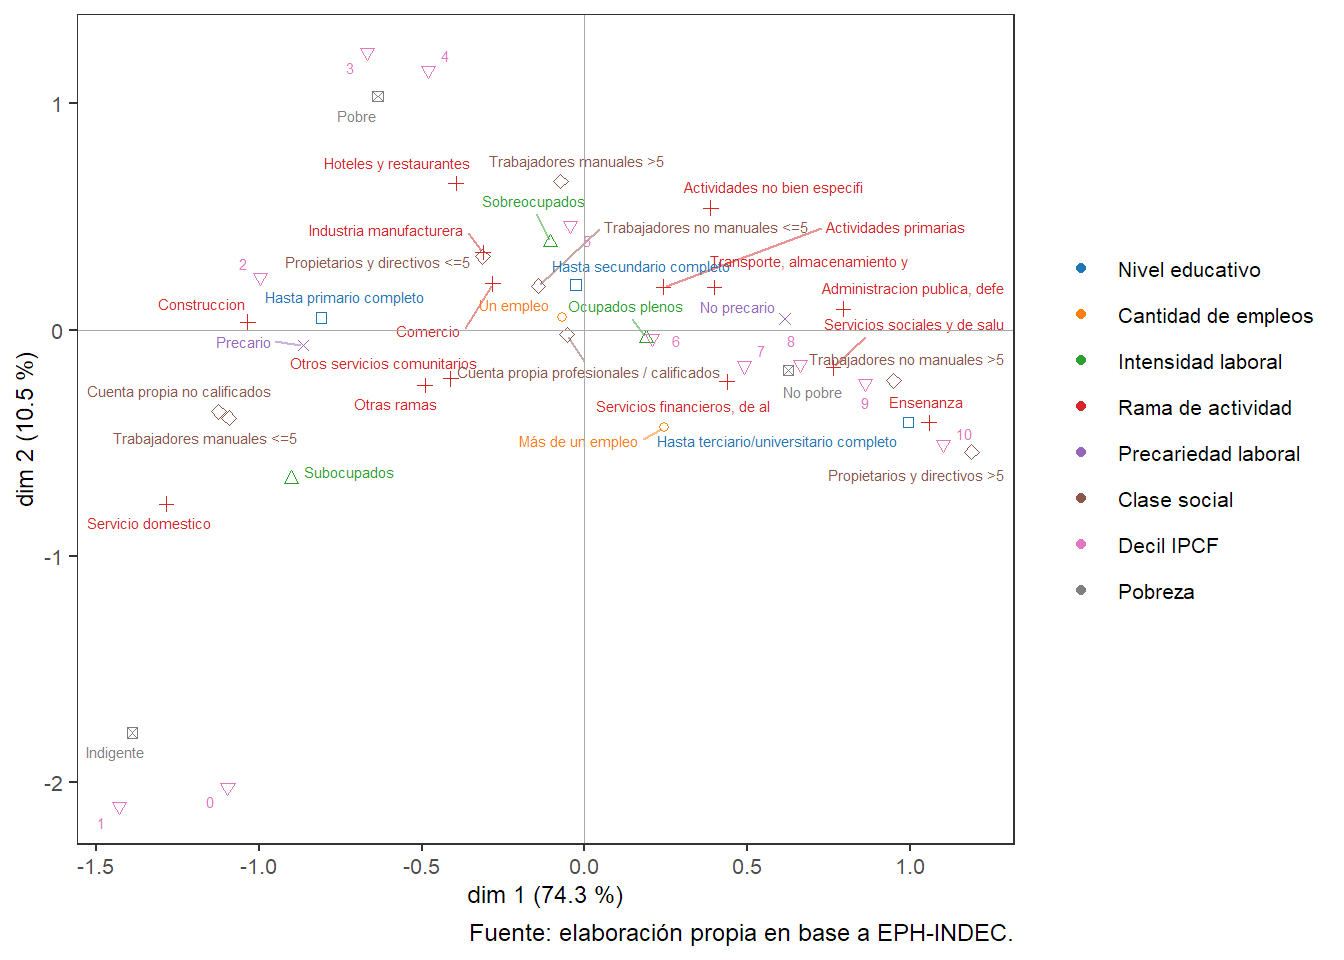 4
3
Pobre
Trabajadores manuales >5
Hoteles y restaurantes
Actividades no bien especifi
Sobreocupados
Trabajadores no manuales <=5
Actividades primarias
Industria manufacturera
5
Propietarios y directivos <=5
Transporte, almacenamiento y
2
Hasta secundario completo
Administracion publica, defe
Hasta primario completo
Construccion
Un empleo
Ocupados plenos
No precario
Servicios sociales y de salu
Comercio
Precario
6
8
7
Trabajadores no manuales >5
Otros servicios comunitarios
Cuenta propia profesionales / calificados
Cuenta propia no calificados
No pobre
9
Ensenanza
Otras ramas
Servicios financieros, de al
10
Trabajadores manuales <=5
Más de un empleo
Hasta terciario/universitario completo
Subocupados
Propietarios y directivos >5
Servicio domestico
Indigente
0
1
1
0
-1
-2
dim 2 (10.5 %)
-1.5
-1.0
-0.5
0.0
0.5
1.0
dim 1 (74.3 %)
Nivel educativo
Cantidad de empleos
Intensidad laboral
Rama de actividad
Precariedad laboral
Clase social
Decil IPCF
Pobreza
Fuente: elaboración propia en base a EPH-INDEC.